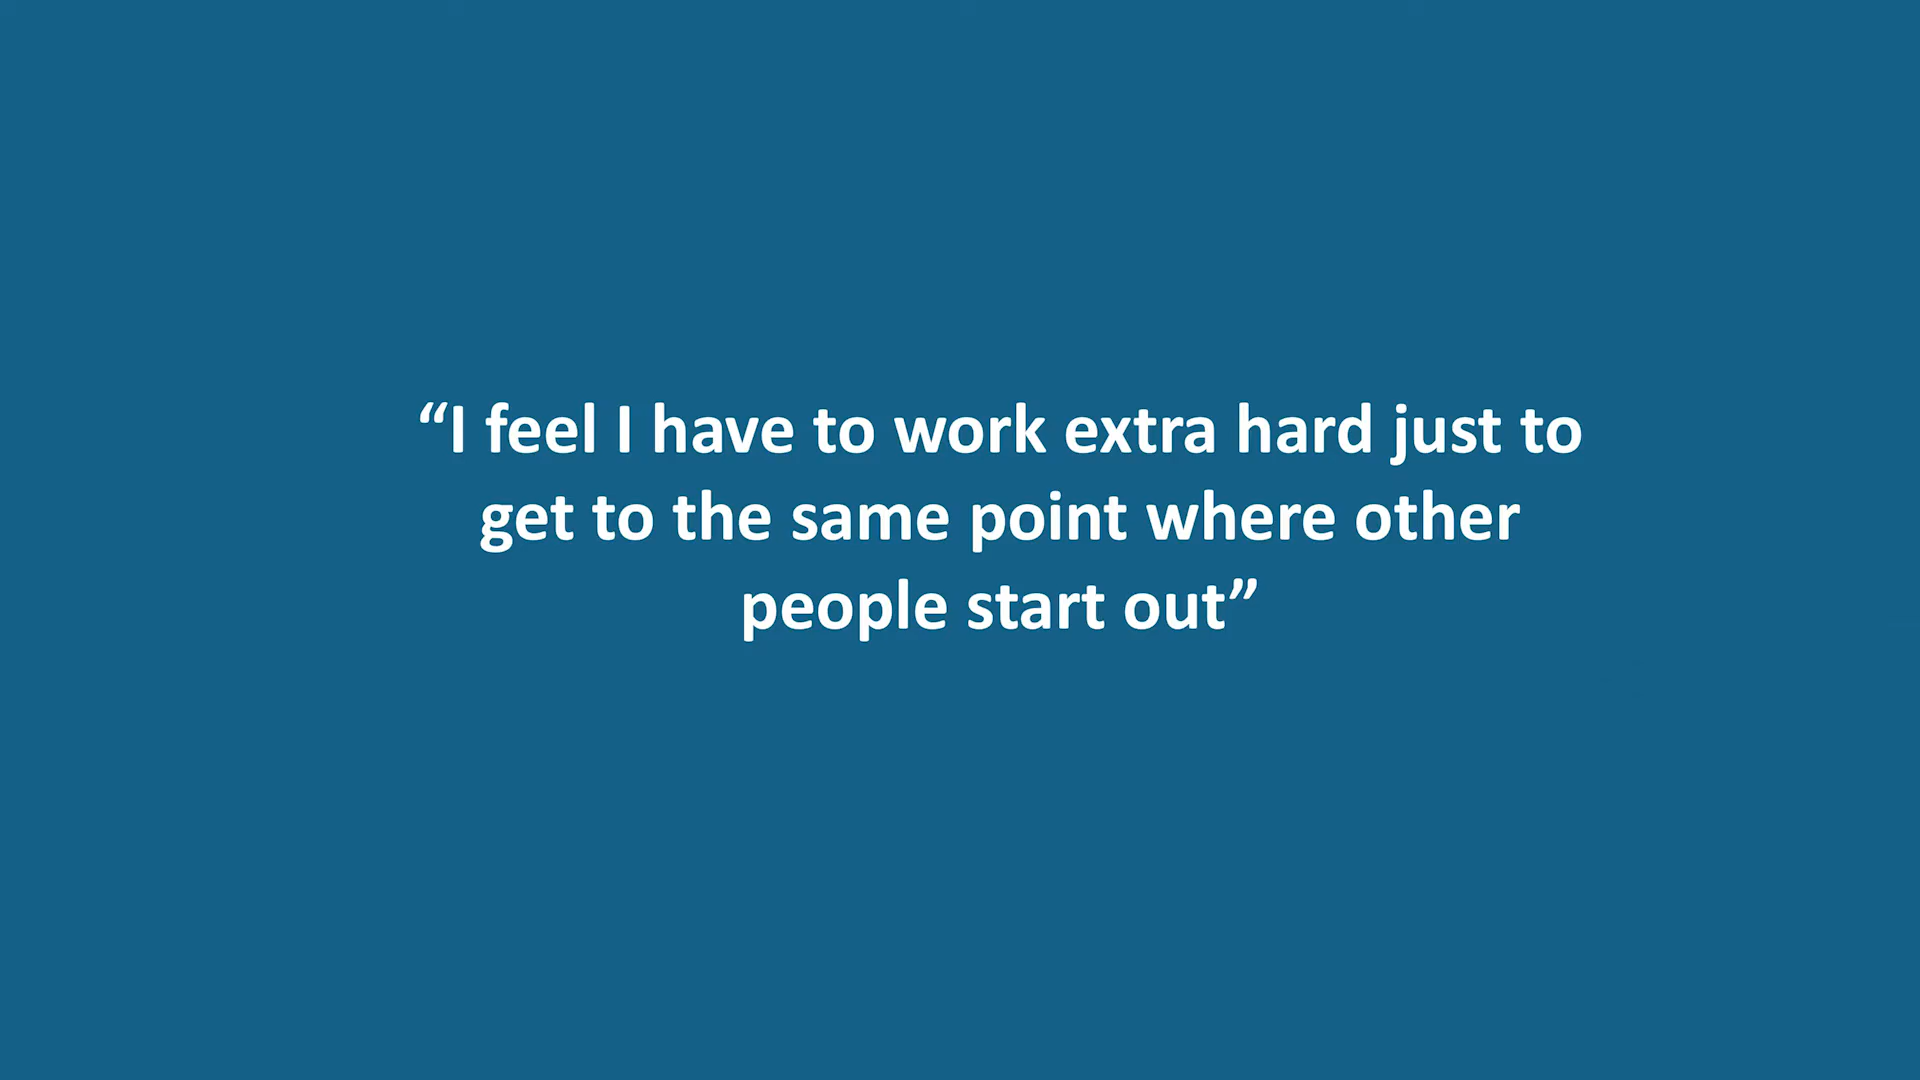 “I feel I have to work extra hard just to
get to the same point where other
people start out”